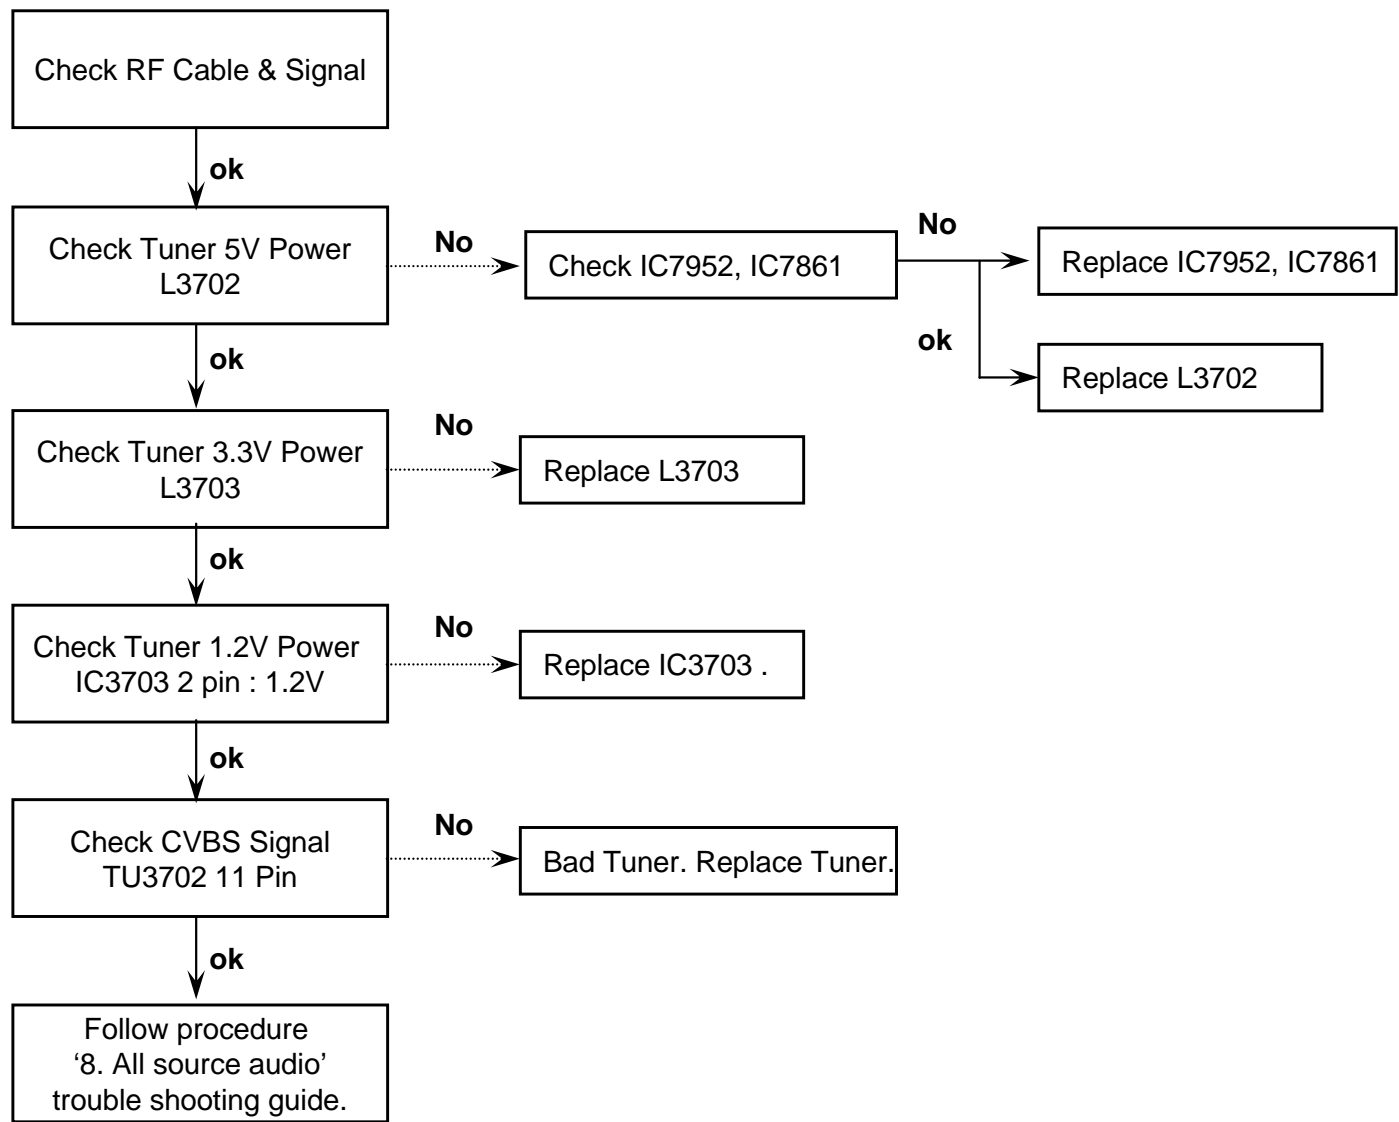 Check RF Cable & Signal
ok
Check Tuner 5V Power
L3702
No
Check IC7952, IC7861
No
Replace IC7952, IC7861
ok
Replace L3702
ok
Check Tuner 3.3V Power
L3703
No
Replace L3703
ok
Check Tuner 1.2V Power
IC3703 2 pin : 1.2V
No
Replace IC3703 .
ok
Check CVBS Signal
TU3702 11 Pin
No
Bad Tuner. Replace Tuner.
ok
Follow procedure
‘8. All source audio’
trouble shooting guide.